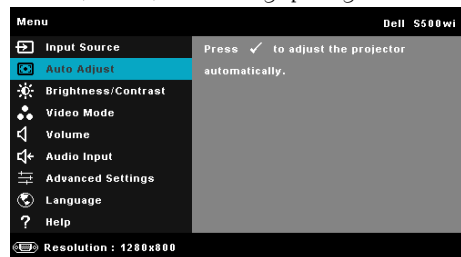 Menu
Dell S500wi
Input Source
Auto Adjust
Brightness/Contrast
Video Mode
Volume
Audio Input
Advanced Settings
Language
? Help
Press ✓ to adjust the projector
automatically.
Resolution : 1280x800